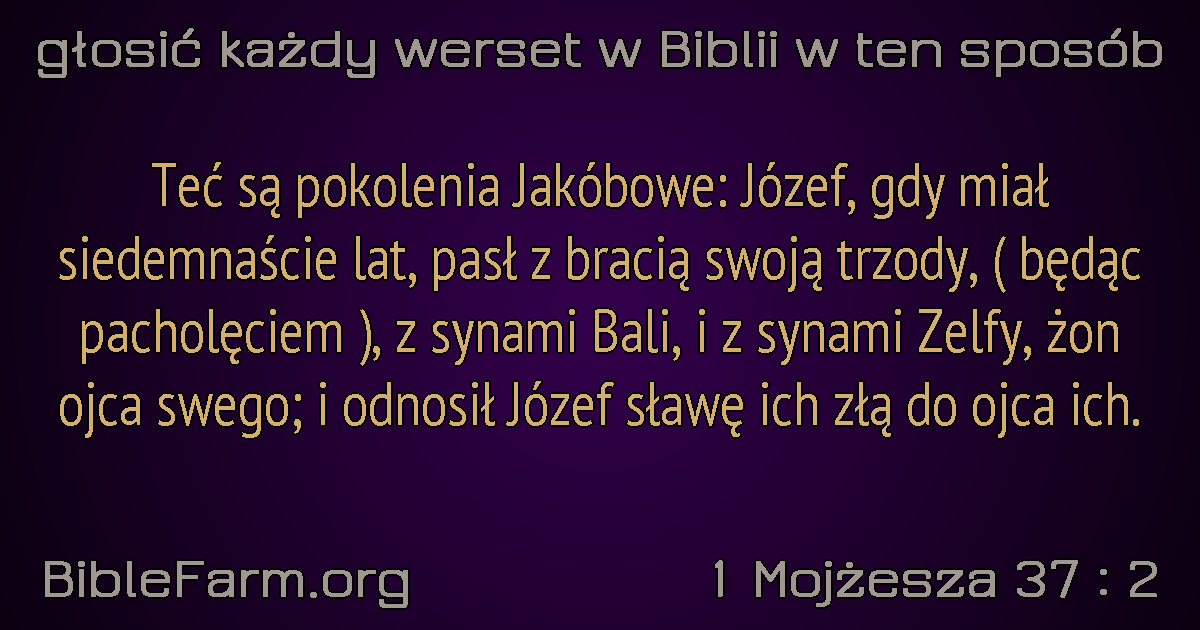 głosić każdy werset w Biblii w ten sposób
Teć są pokolenia Jakóbowe: Józef, gdy miał
siedemnaście lat, pasł z bracią swoją trzody, ( będąc
pacholęciem ), z synami Bali, i z synami Zelfy, żon
ojca swego; i odnosił Józef sławę ich złą do ojca ich.
BibleFarm.org
1 Mojżesza 37 : 2